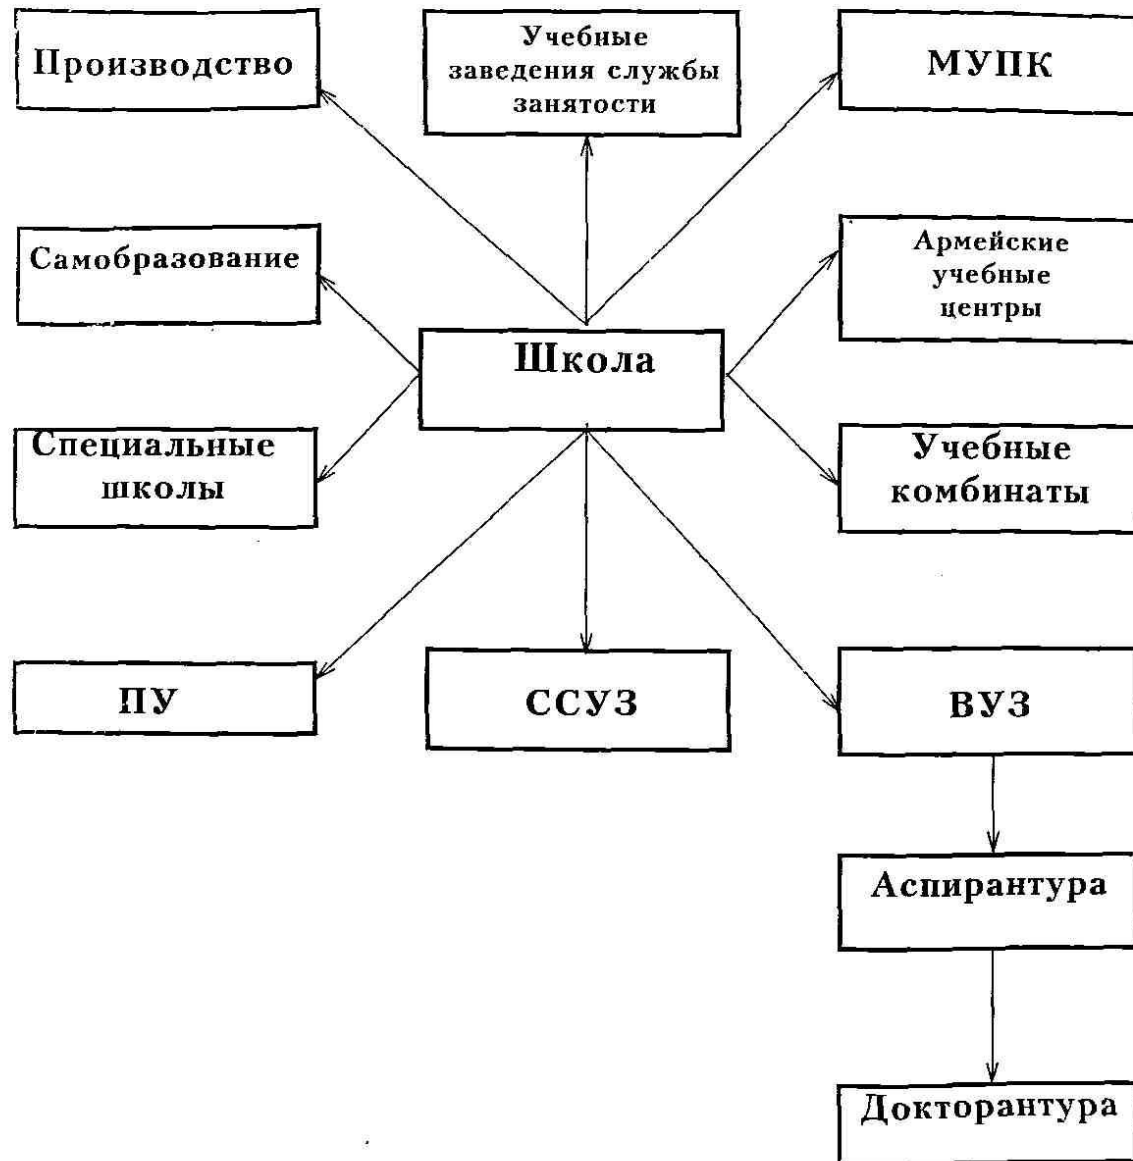 Производство
Учебные
заведения службы
занятости
МУПК
Самобразование
Армейские
учебные
центры
Школа
Специальные
школы
Учебные
комбинаты
ПУ
ССУЗ
ВУЗ
Аспирантура
Докторантура